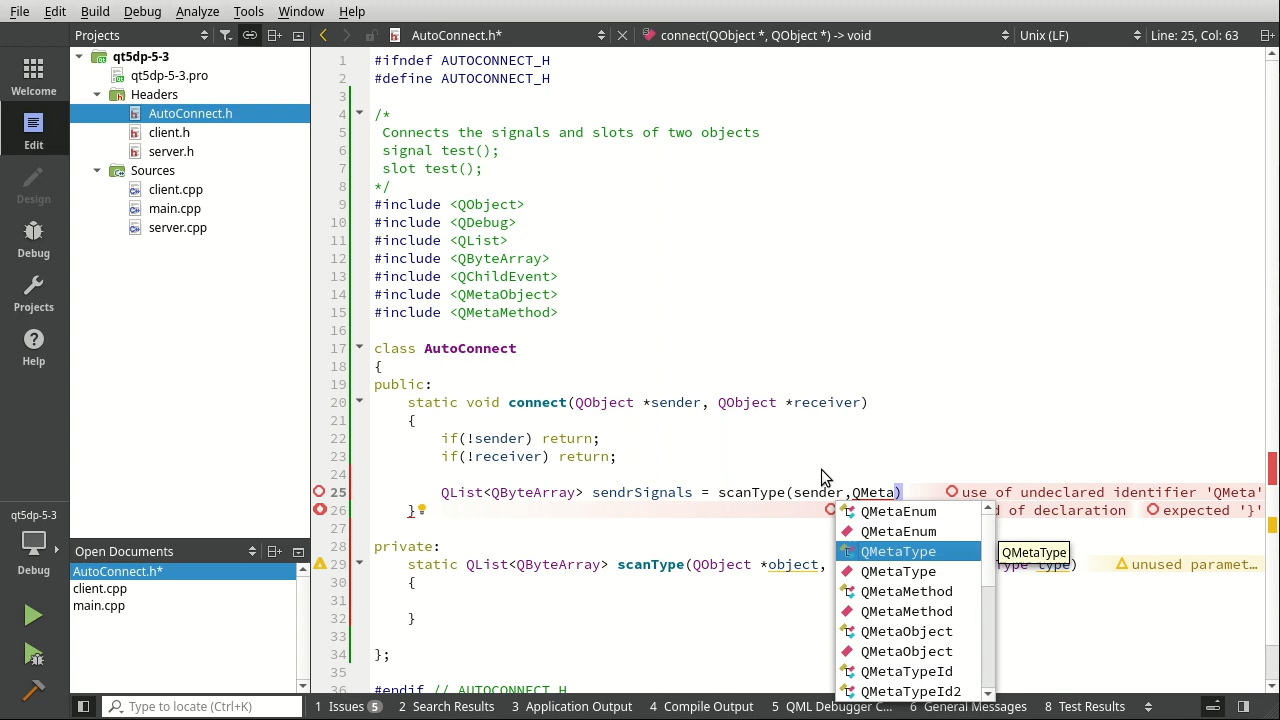 File Edit Build Debug Analyze Tools Window Help
Projects
AutoConnect.h*
connect(QObject *, QObject *) -> void
Unix (LF)
Line: 25, Col: 63
Welcome
Edit
Design
Debug
Projects
Help
qt5dp-5-3
Debug
qt5dp-5-3
qt5dp-5-3.pro
Headers
AutoConnect.h
client.h
server.h
Sources
client.cpp
main.cpp
server.cpp
Open Documents
AutoConnect.h*
client.cpp
main.cpp
1 #ifndef AUTOCONNECT_H
2 #define AUTOCONNECT_H
3
4 /*
5 Connects the signals and slots of two objects
6 signal test();
7 slot test();
8 */
9 #include <QObject>
10 #include <QDebug>
11 #include <QList>
12 #include <QByteArray>
13 #include <QChildEvent>
14 #include <QMetaObject>
15 #include <QMetaMethod>
16
17 class AutoConnect
18 {
19 public:
20 static void connect(QObject *sender, QObject *receiver)
21 {
22 if(!sender) return;
23 if(!receiver) return;
24
25 QList<QByteArray> sendrSignals = scanType(sender,QMeta) use of undeclared identifier 'QMeta'
26 } d of declaration expected '}'
27
28 private:
29 static QList<QByteArray> scanType(QObject *object, Type type) unused paramet…
30 {
31
32 }
33
34 };
35
36 #endif // AUTOCONNECT_H
QMetaEnum
QMetaEnum
QMetaType
QMetaType
QMetaMethod
QMetaMethod
QMetaObject
QMetaObject
QMetaTypeId
QMetaTypeId2
QMetaType
Type to locate (Ctrl+K)
1 Issues 5
2 Search Results
3 Application Output
4 Compile Output
5 QML Debugger C…
6 General Messages
8 Test Results